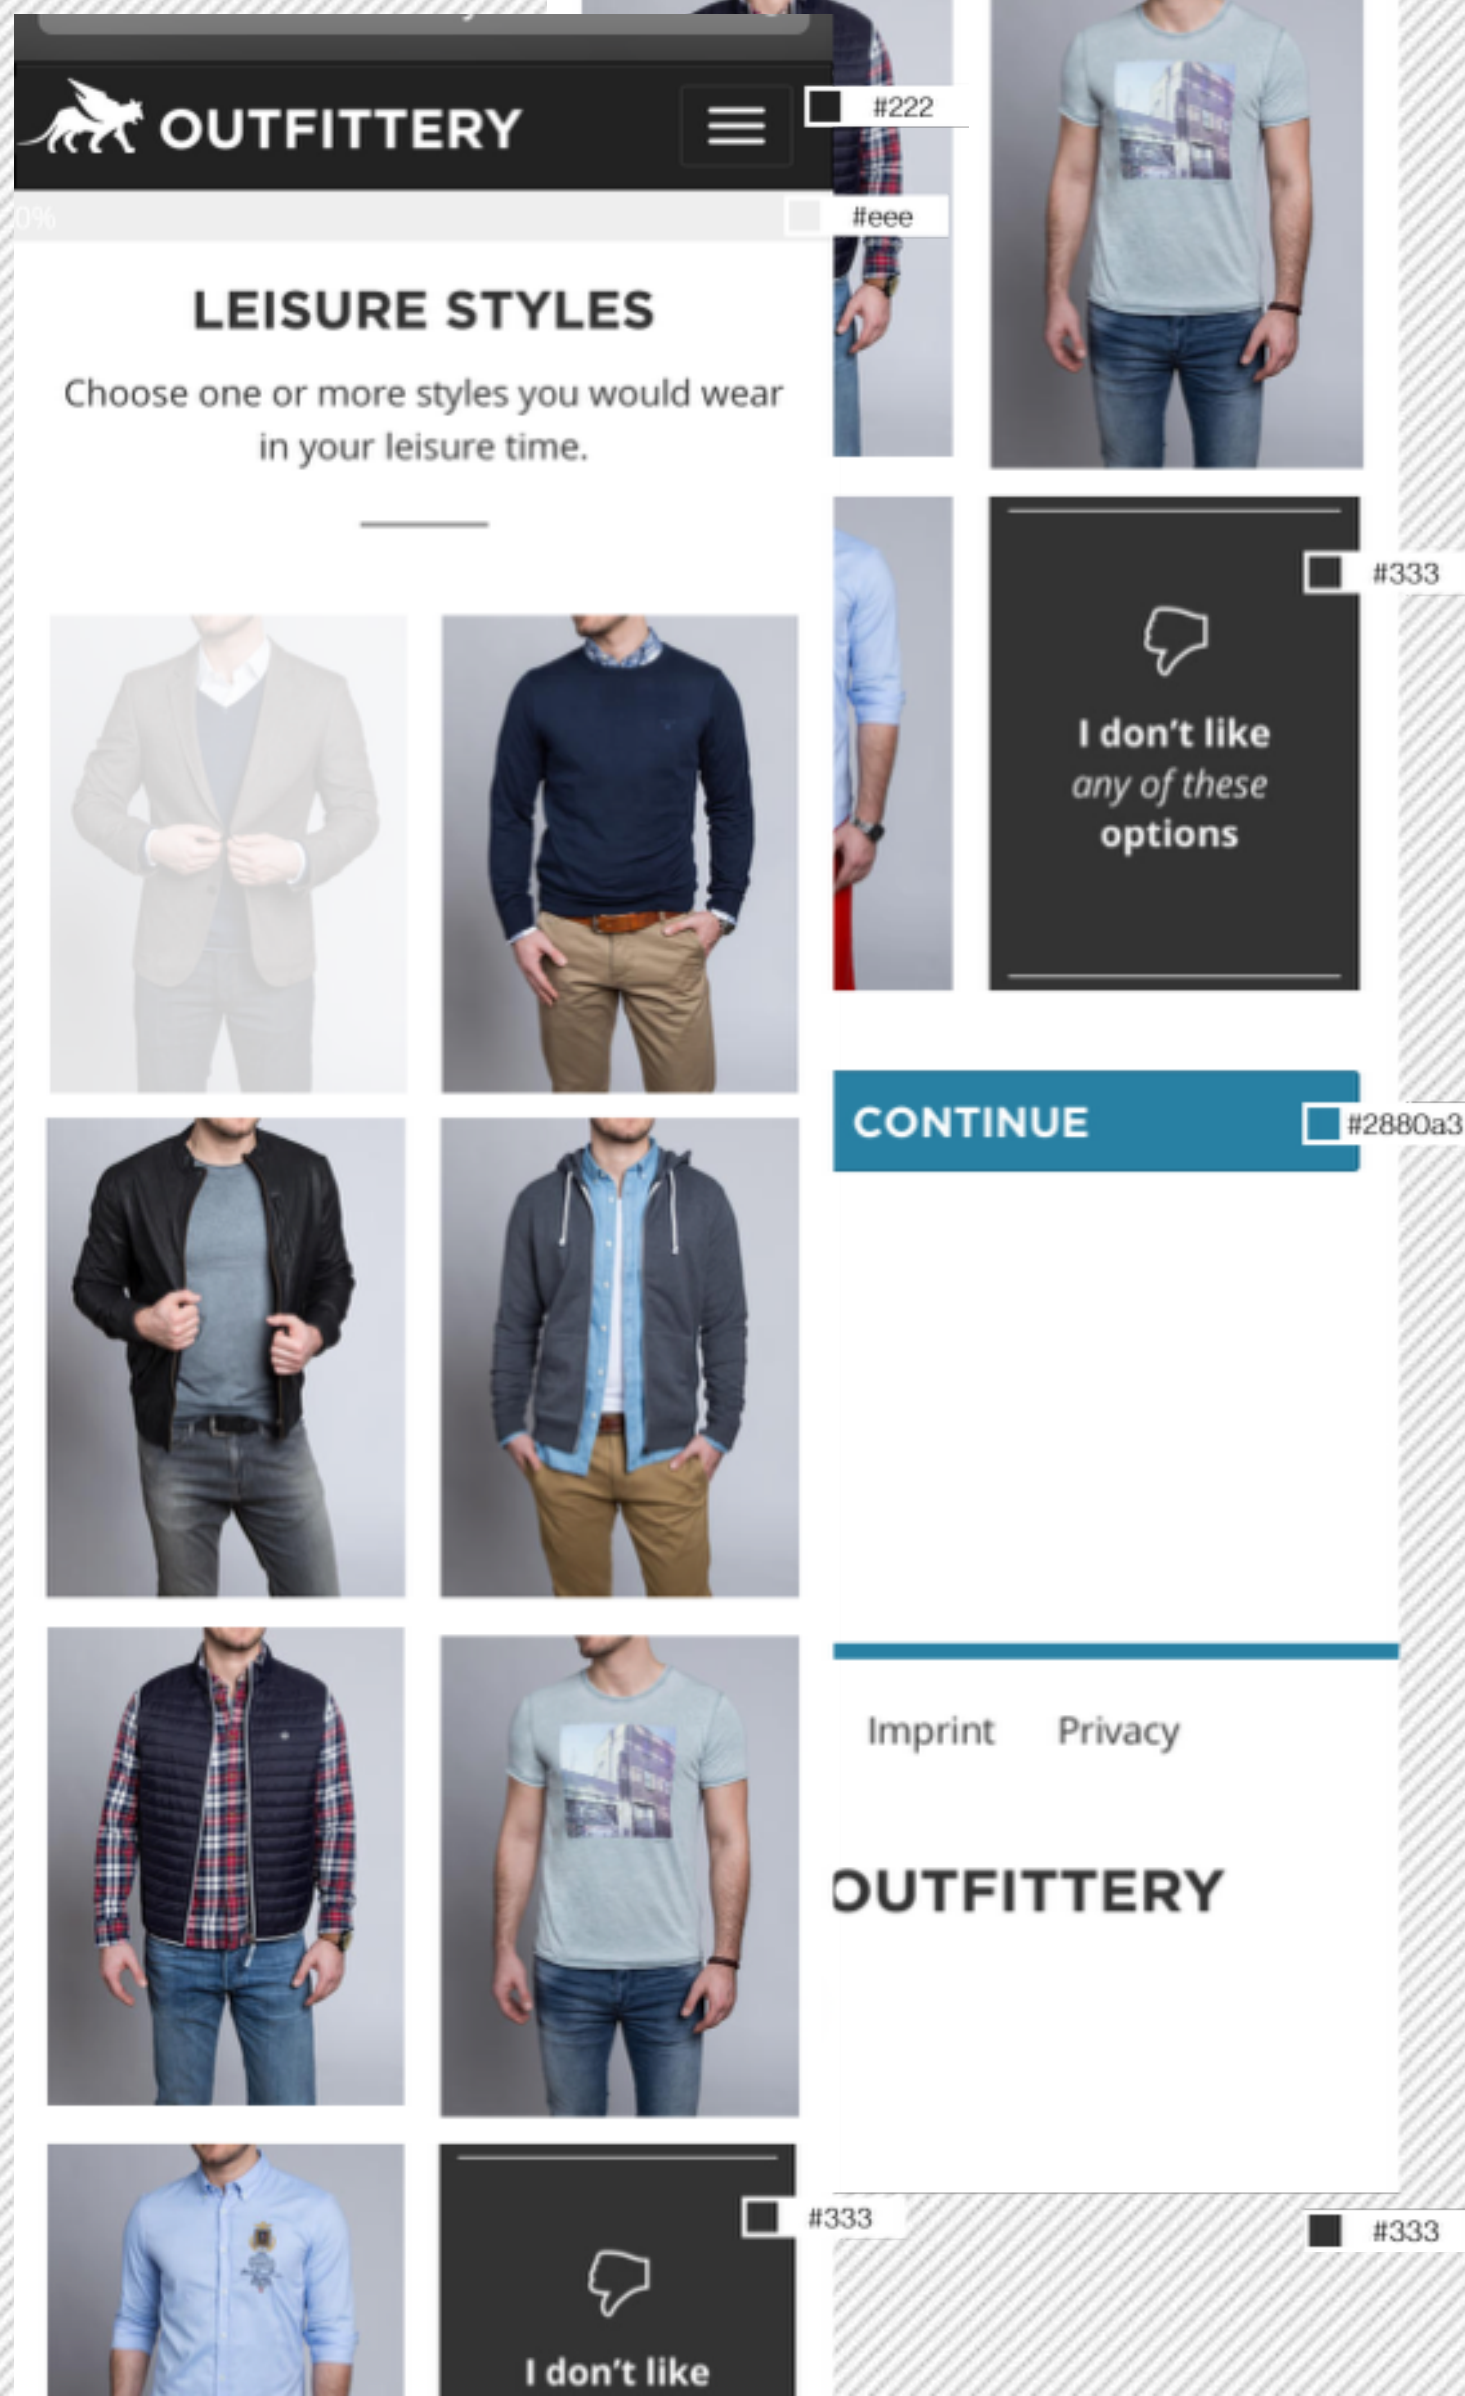 OUTFITTERY
#222
0%
#eee
LEISURE STYLES
Choose one or more styles you would wear
in your leisure time.
#333
I don't like
any of these
options
CONTINUE
#2880a3
Imprint Privacy
OUTFITTERY
#333
#333
I don't like